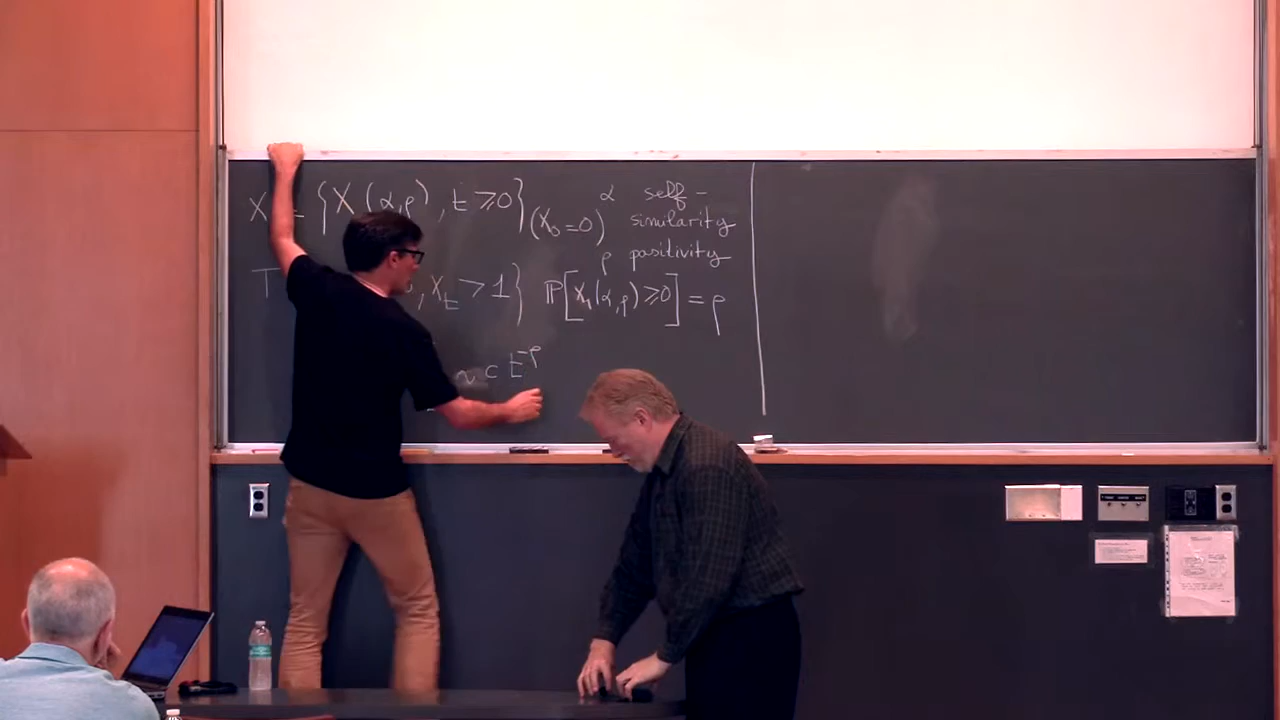 X = {X (α,ρ), t ≥ 0} (X₀ = 0)
α self-
similarity
ρ positivity
T , X_t > 1}
ℙ[X₁(α,ρ) ≥ 0] = ρ
~ c t^{-ρ}